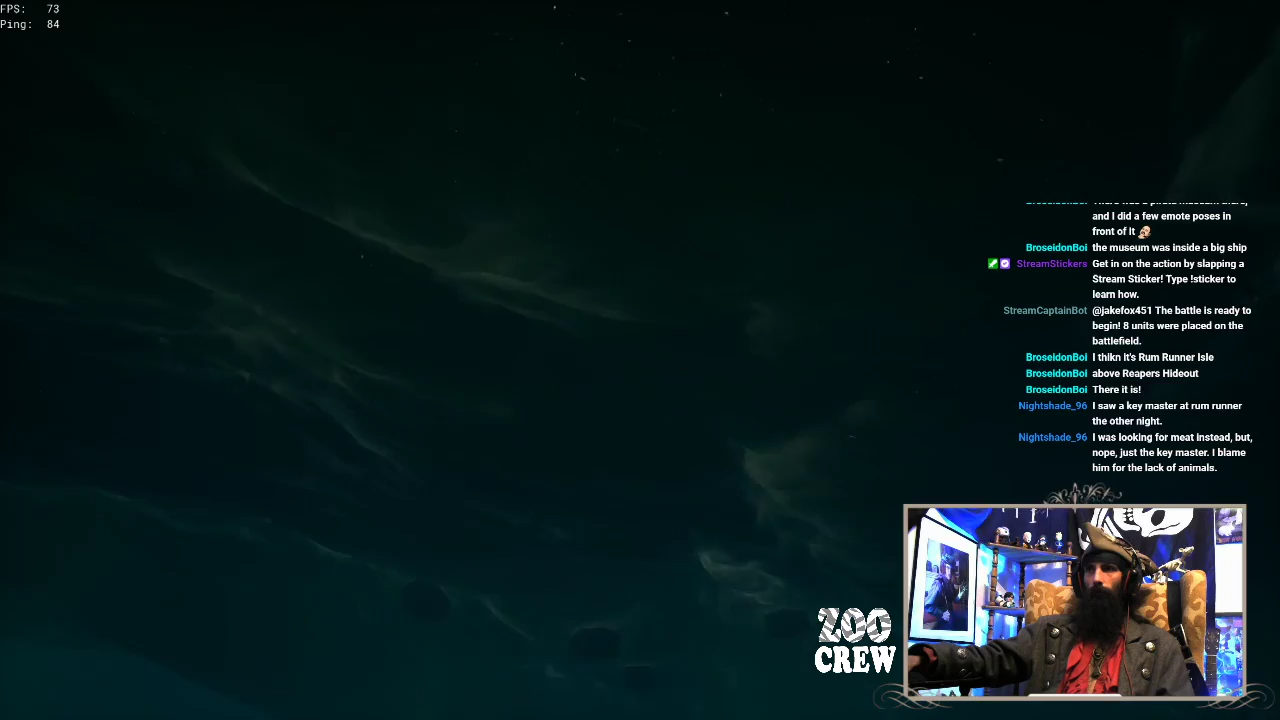 FPS: 73
Ping: 84
and I did a few emote poses in
front of it
BroseidonBoi the museum was inside a big ship
StreamStickers Get in on the action by slapping a
Stream Sticker! Type !sticker to
learn how.
StreamCaptainBot @jakefox451 The battle is ready to
begin! 8 units were placed on the
battlefield.
BroseidonBoi I thikn it's Rum Runner Isle
BroseidonBoi above Reapers Hideout
BroseidonBoi There it is!
Nightshade_96 I saw a key master at rum runner
the other night.
Nightshade_96 I was looking for meat instead, but,
nope, just the key master. I blame
him for the lack of animals.
ZOO
CREW